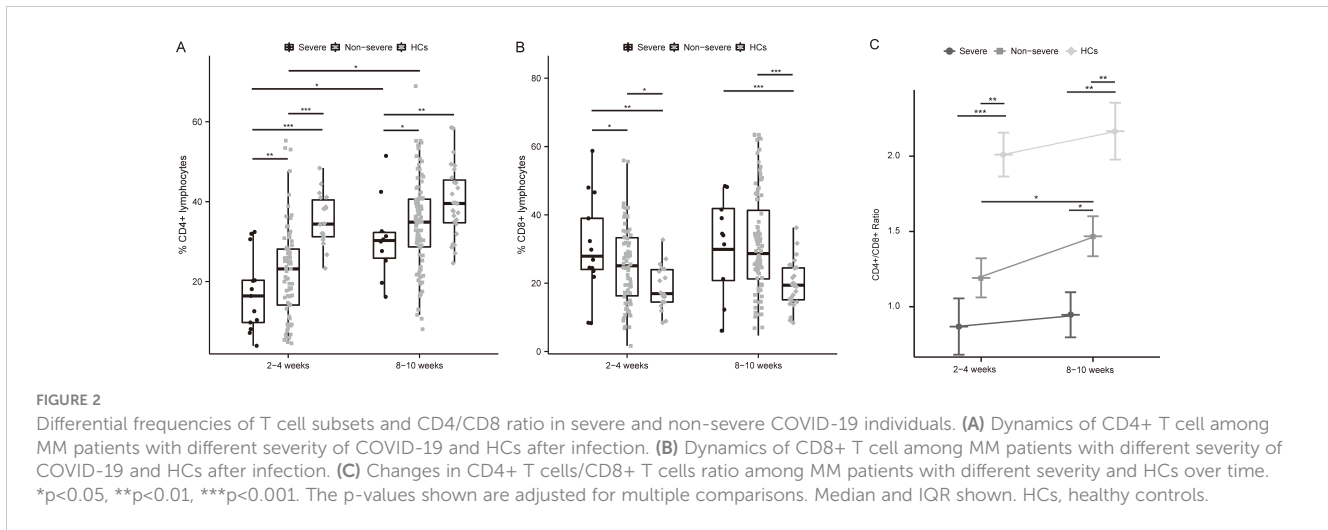 A
Severe Non−severe HCs
% CD4+ lymphocytes
60
40
20
*
*
***
***
**
**
*
2−4 weeks 8−10 weeks
B
Severe Non−severe HCs
% CD8+ lymphocytes
80
60
40
20
0
***
***
*
**
*
2−4 weeks 8−10 weeks
C
Severe Non−severe HCs
CD4+/CD8+ Ratio
2.0
1.5
1.0
**
***
**
**
*
*
2−4 weeks 8−10 weeks
FIGURE 2
Differential frequencies of T cell subsets and CD4/CD8 ratio in severe and non-severe COVID-19 individuals. (A) Dynamics of CD4+ T cell among
MM patients with different severity of COVID-19 and HCs after infection. (B) Dynamics of CD8+ T cell among MM patients with different severity of
COVID-19 and HCs after infection. (C) Changes in CD4+ T cells/CD8+ T cells ratio among MM patients with different severity and HCs over time.
*p<0.05, **p<0.01, ***p<0.001. The p-values shown are adjusted for multiple comparisons. Median and IQR shown. HCs, healthy controls.